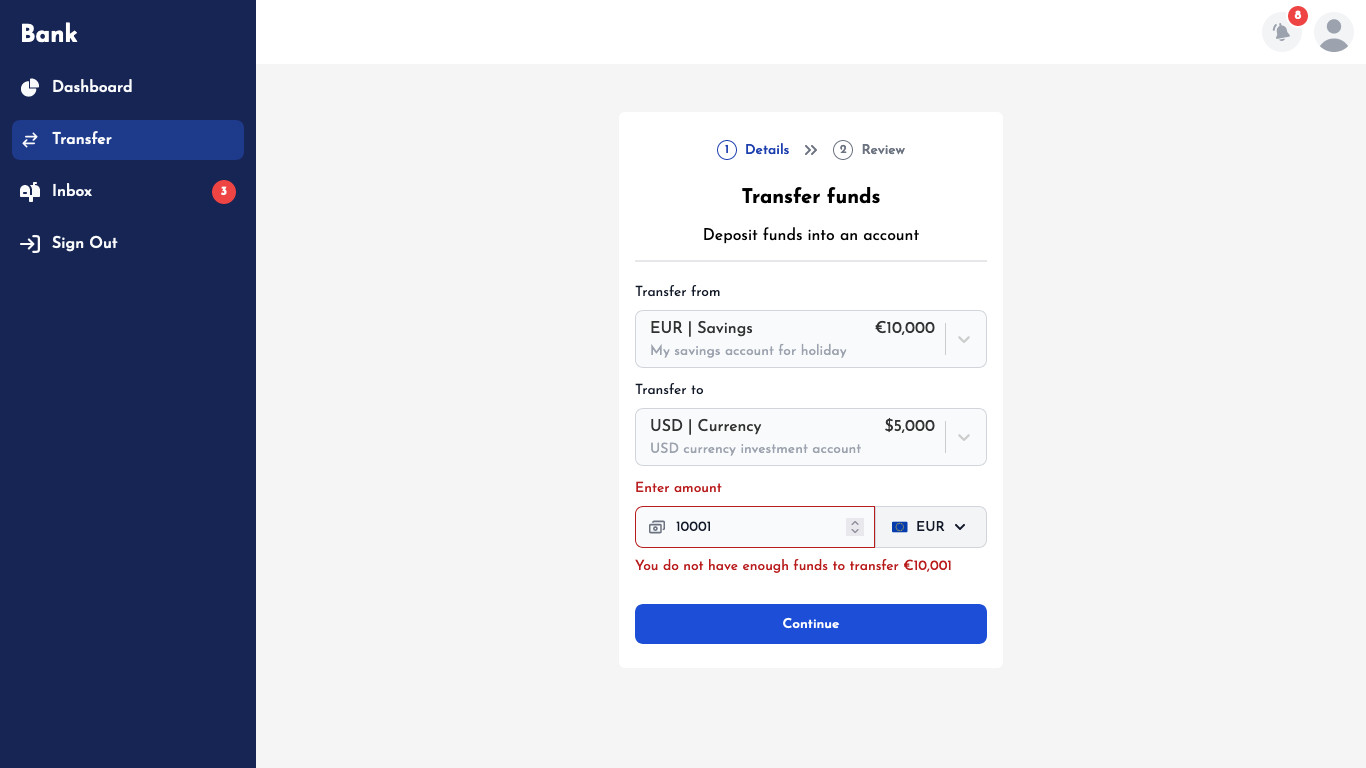 Bank
Dashboard
Transfer
Inbox 3
Sign Out
8
1 Details 2 Review
Transfer funds
Deposit funds into an account
Transfer from
EUR | Savings €10,000
My savings account for holiday
Transfer to
USD | Currency $5,000
USD currency investment account
Enter amount
10001 EUR
You do not have enough funds to transfer €10,001
Continue